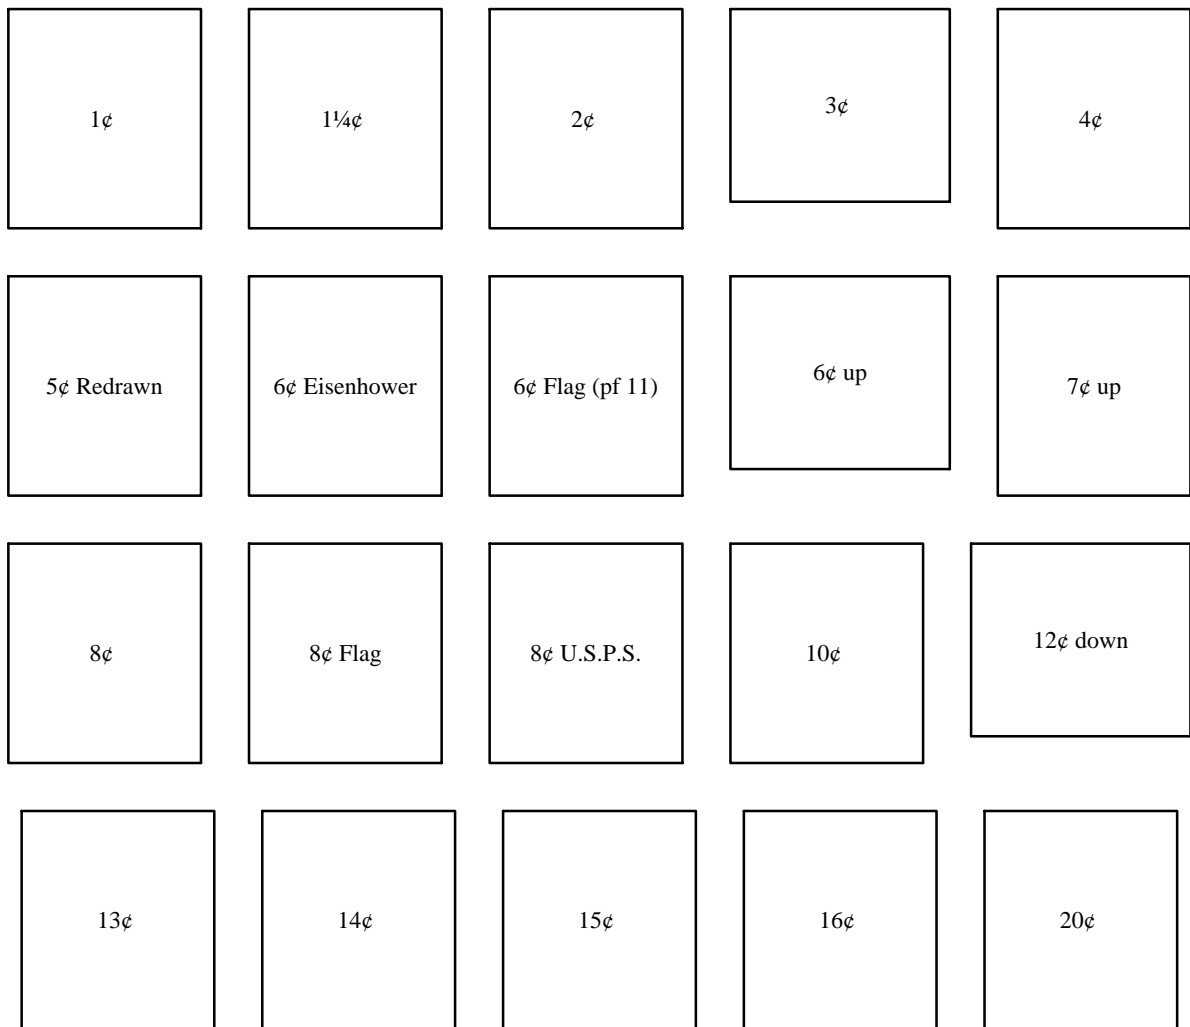 1¢
1¼¢
2¢
3¢
4¢
5¢ Redrawn
6¢ Eisenhower
6¢ Flag (pf 11)
6¢ up
7¢ up
8¢
8¢ Flag
8¢ U.S.P.S.
10¢
12¢ down
13¢
14¢
15¢
16¢
20¢